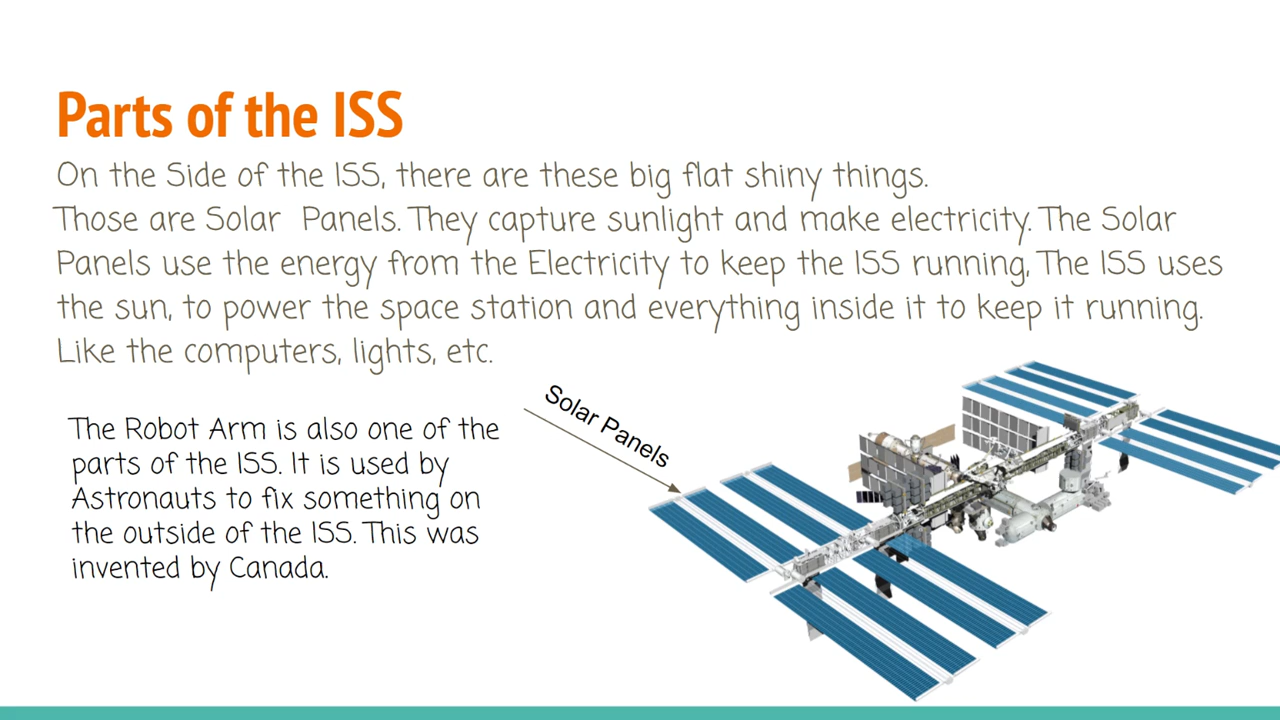 Parts of the ISS
On the Side of the ISS, there are these big flat shiny things.
Those are Solar  Panels. They capture sunlight and make electricity. The Solar
Panels use the energy from the Electricity to keep the ISS running, The ISS uses
the sun, to power the space station and everything inside it to keep it running.
Like the computers, lights, etc.
Solar Panels
The Robot Arm is also one of the
parts of the ISS. It is used by
Astronauts to fix something on
the outside of the ISS. This was
invented by Canada.